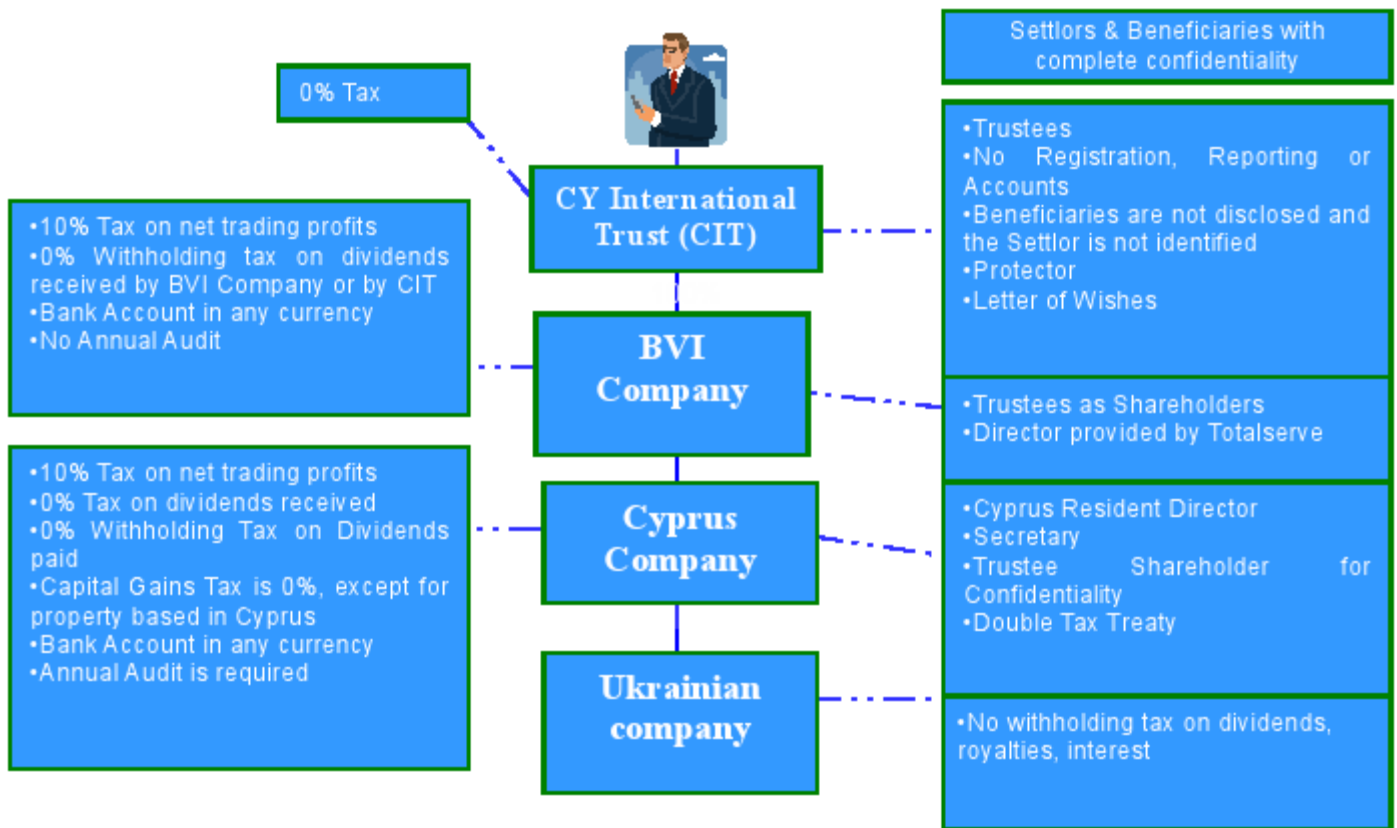 Settlors & Beneficiaries with
complete confidentiality
0% Tax
CY International
Trust (CIT)
•Trustees
•No Registration, Reporting or
Accounts
•Beneficiaries are not disclosed and
the Settlor is not identified
•Protector
•Letter of Wishes
•10% Tax on net trading profits
•0% Withholding tax on dividends
received by BVI Company or by CIT
•Bank Account in any currency
•No Annual Audit
BVI
Company
•Trustees as Shareholders
•Director provided by Totalserve
•10% Tax on net trading profits
•0% Tax on dividends received
•0% Withholding Tax on Dividends
paid
•Capital Gains Tax is 0%, except for
property based in Cyprus
•Bank Account in any currency
•Annual Audit is required
Cyprus
Company
•Cyprus Resident Director
•Secretary
•Trustee Shareholder for
Confidentiality
•Double Tax Treaty
Ukrainian
company
•No withholding tax on dividends,
royalties, interest